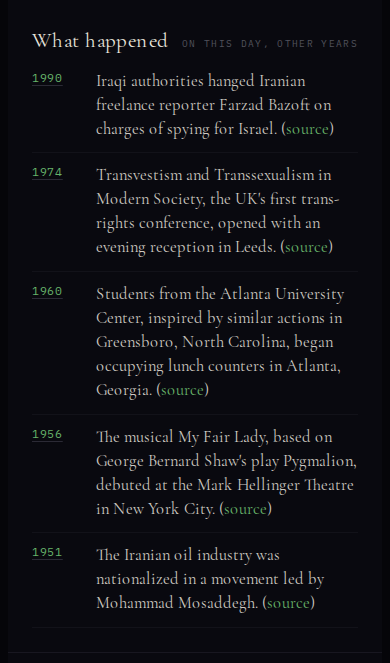 What happened ON THIS DAY, OTHER YEARS
1990 Iraqi authorities hanged Iranian
freelance reporter Farzad Bazoft on
charges of spying for Israel. (source)
1974 Transvestism and Transsexualism in
Modern Society, the UK's first trans-
rights conference, opened with an
evening reception in Leeds. (source)
1960 Students from the Atlanta University
Center, inspired by similar actions in
Greensboro, North Carolina, began
occupying lunch counters in Atlanta,
Georgia. (source)
1956 The musical My Fair Lady, based on
George Bernard Shaw's play Pygmalion,
debuted at the Mark Hellinger Theatre
in New York City. (source)
1951 The Iranian oil industry was
nationalized in a movement led by
Mohammad Mosaddegh. (source)